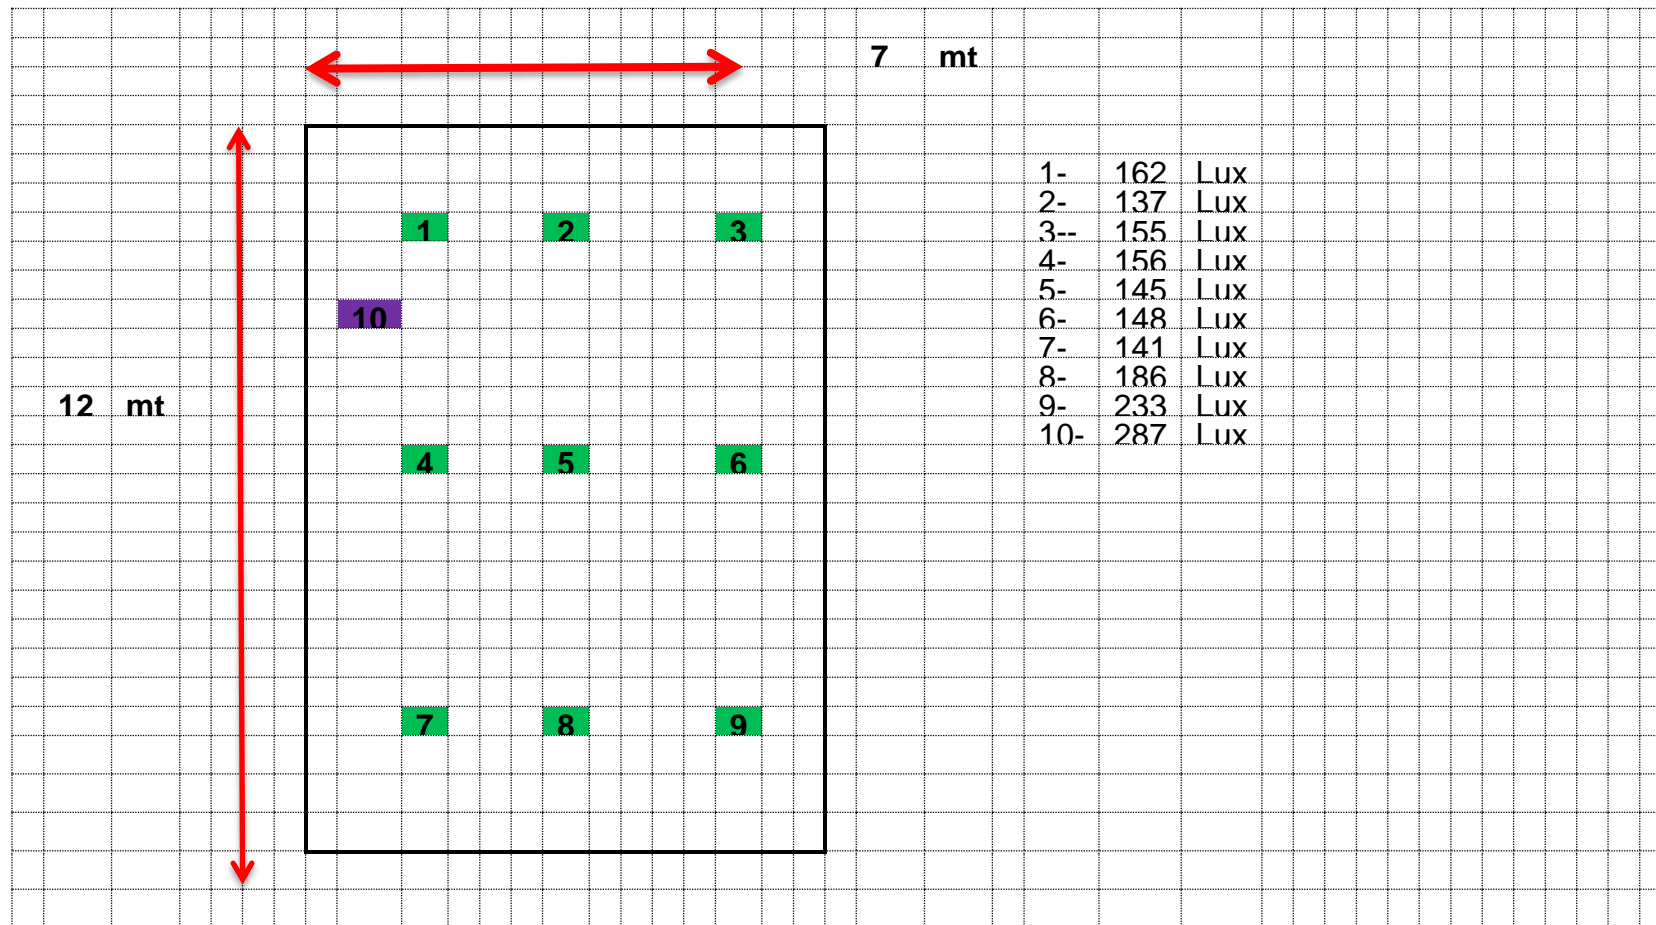 7 mt
1- 162 Lux
2- 137 Lux
1 2 3
3-- 155 Lux
4- 156 Lux
5- 145 Lux
10
6- 148 Lux
7- 141 Lux
8- 186 Lux
12 mt
9- 233 Lux
10- 287 Lux
4 5 6
7 8 9